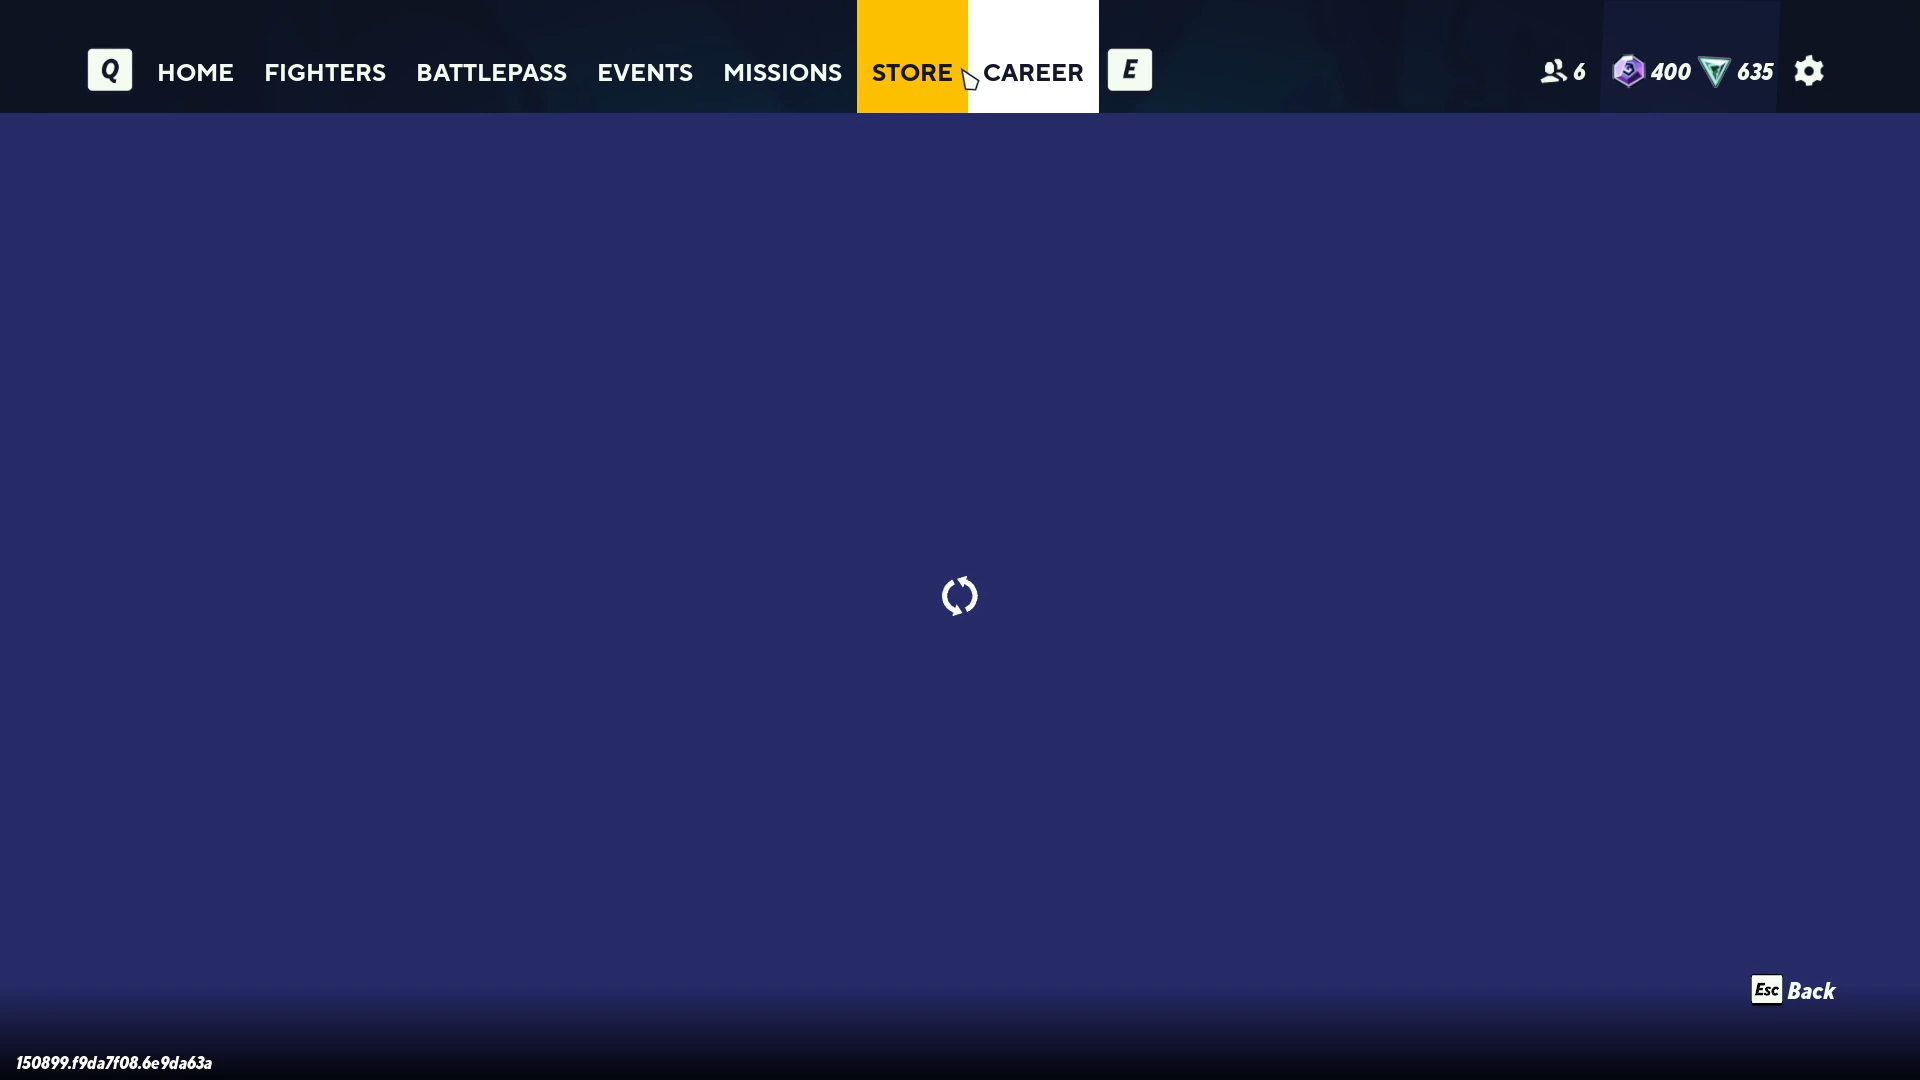 Q HOME FIGHTERS BATTLEPASS EVENTS MISSIONS STORE CAREER E 6 400 635
Esc Back
150899.f9da7f08.6e9da63a